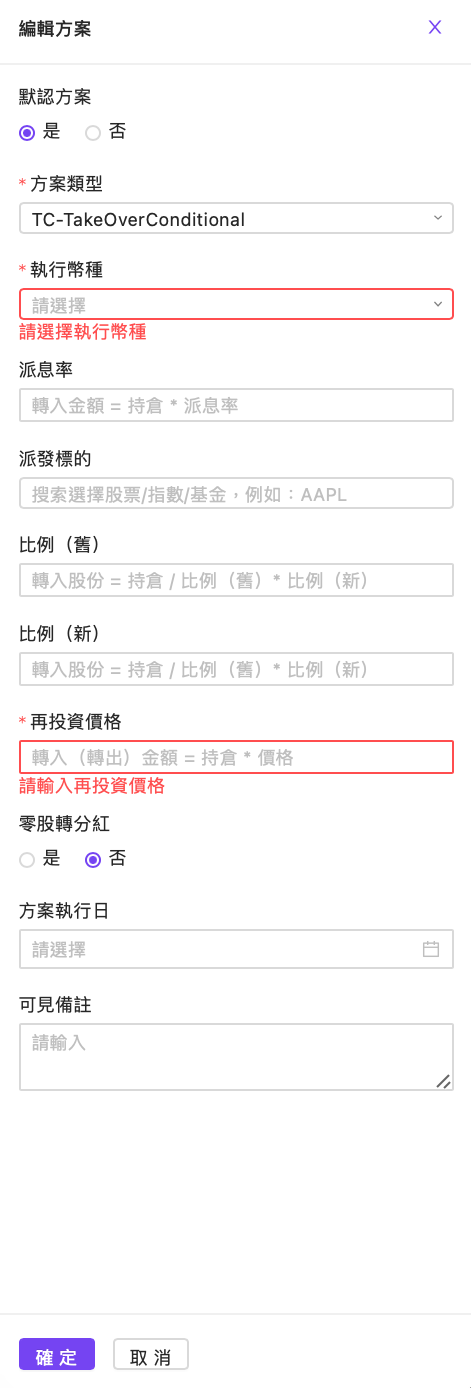 編輯方案
默認方案
是 否
* 方案類型
TC-TakeOverConditional
* 執行幣種
請選擇
請選擇執行幣種
派息率
轉入金額 = 持倉 * 派息率
派發標的
搜索選擇股票/指數/基金，例如：AAPL
比例（舊）
轉入股份 = 持倉 / 比例（舊）* 比例（新）
比例（新）
轉入股份 = 持倉 / 比例（舊）* 比例（新）
* 再投資價格
轉入（轉出）金額 = 持倉 * 價格
請輸入再投資價格
零股轉分紅
是 否
方案執行日
請選擇
可見備註
請輸入
確 定 取 消